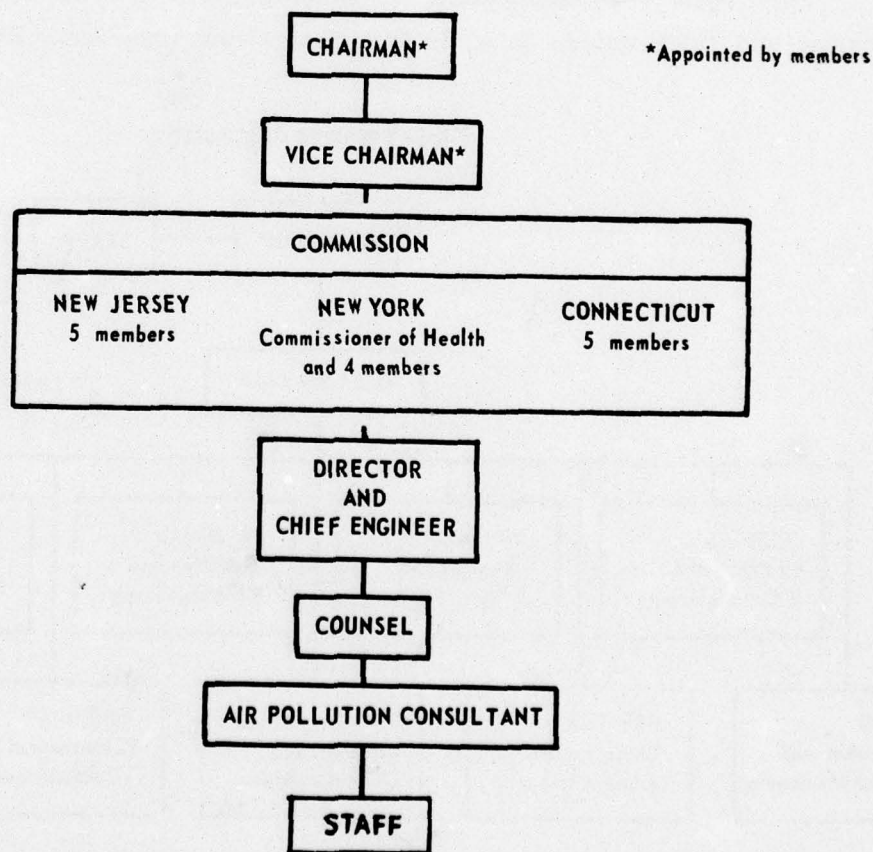 CHAIRMAN*
*Appointed by members
VICE CHAIRMAN*
COMMISSION
NEW JERSEY
5 members
NEW YORK
Commissioner of Health
and 4 members
CONNECTICUT
5 members
DIRECTOR
AND
CHIEF ENGINEER
COUNSEL
AIR POLLUTION CONSULTANT
STAFF